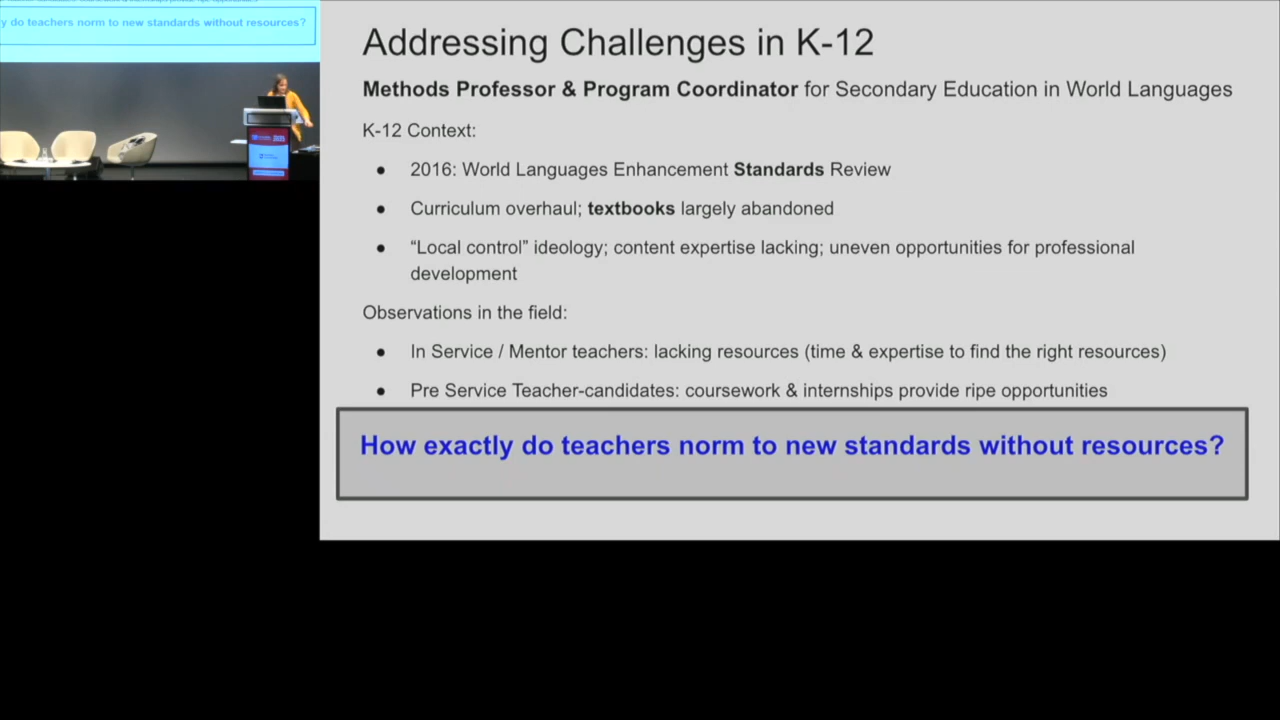 y do teachers norm to new standards without resources?
Addressing Challenges in K-12
Methods Professor & Program Coordinator for Secondary Education in World Languages
K-12 Context:
● 2016: World Languages Enhancement Standards Review
● Curriculum overhaul; textbooks largely abandoned
● “Local control” ideology; content expertise lacking; uneven opportunities for professional
development
Observations in the field:
● In Service / Mentor teachers: lacking resources (time & expertise to find the right resources)
● Pre Service Teacher-candidates: coursework & internships provide ripe opportunities
How exactly do teachers norm to new standards without resources?